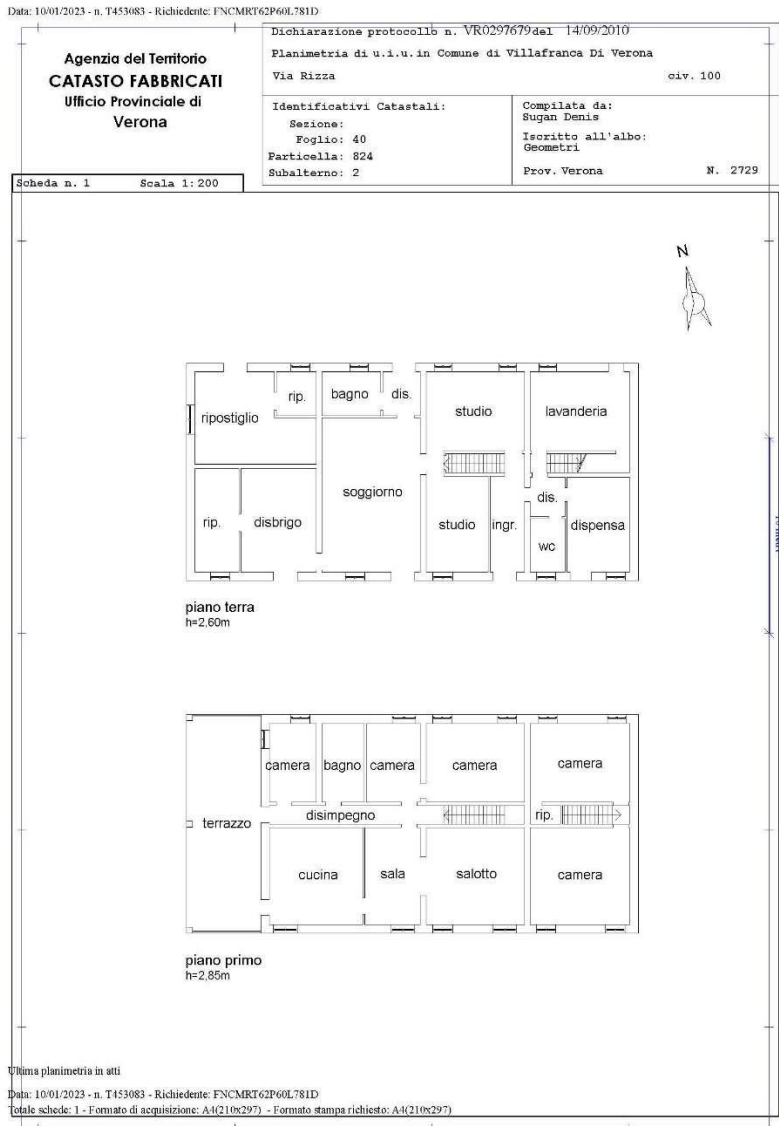 Data: 10/01/2023 - n. T453083 - Richiedente: FNCMRT62P60L781D
Agenzia del Territorio
CATASTO FABBRICATI
Ufficio Provinciale di
Verona
Dichiarazione protocollo n. VR0297679 del 14/09/2010
Planimetria di u.i.u. in Comune di Villafranca Di Verona
Via Rizza civ. 100
Identificativi Catastali:
Sezione:
Foglio: 40
Particella: 824
Subalterno: 2
Compilata da:
Sugan Denis
Iscritto all'albo:
Geometri
Prov. Verona N. 2729
Scheda n. 1 Scala 1:200
N
rip. bagno dis.
ripostiglio studio lavanderia
soggiorno
dis.
rip. disbrigo studio ingr. dispensa
wc
piano terra
h=2,60m
camera bagno camera camera camera
disimpegno rip.
terrazzo
cucina sala salotto camera
piano primo
h=2,85m
Ultima planimetria in atti
Data: 10/01/2023 - n. T453083 - Richiedente: FNCMRT62P60L781D
Totale schede: 1 - Formato di acquisizione: A4(210x297) - Formato stampa richiesto: A4(210x297)